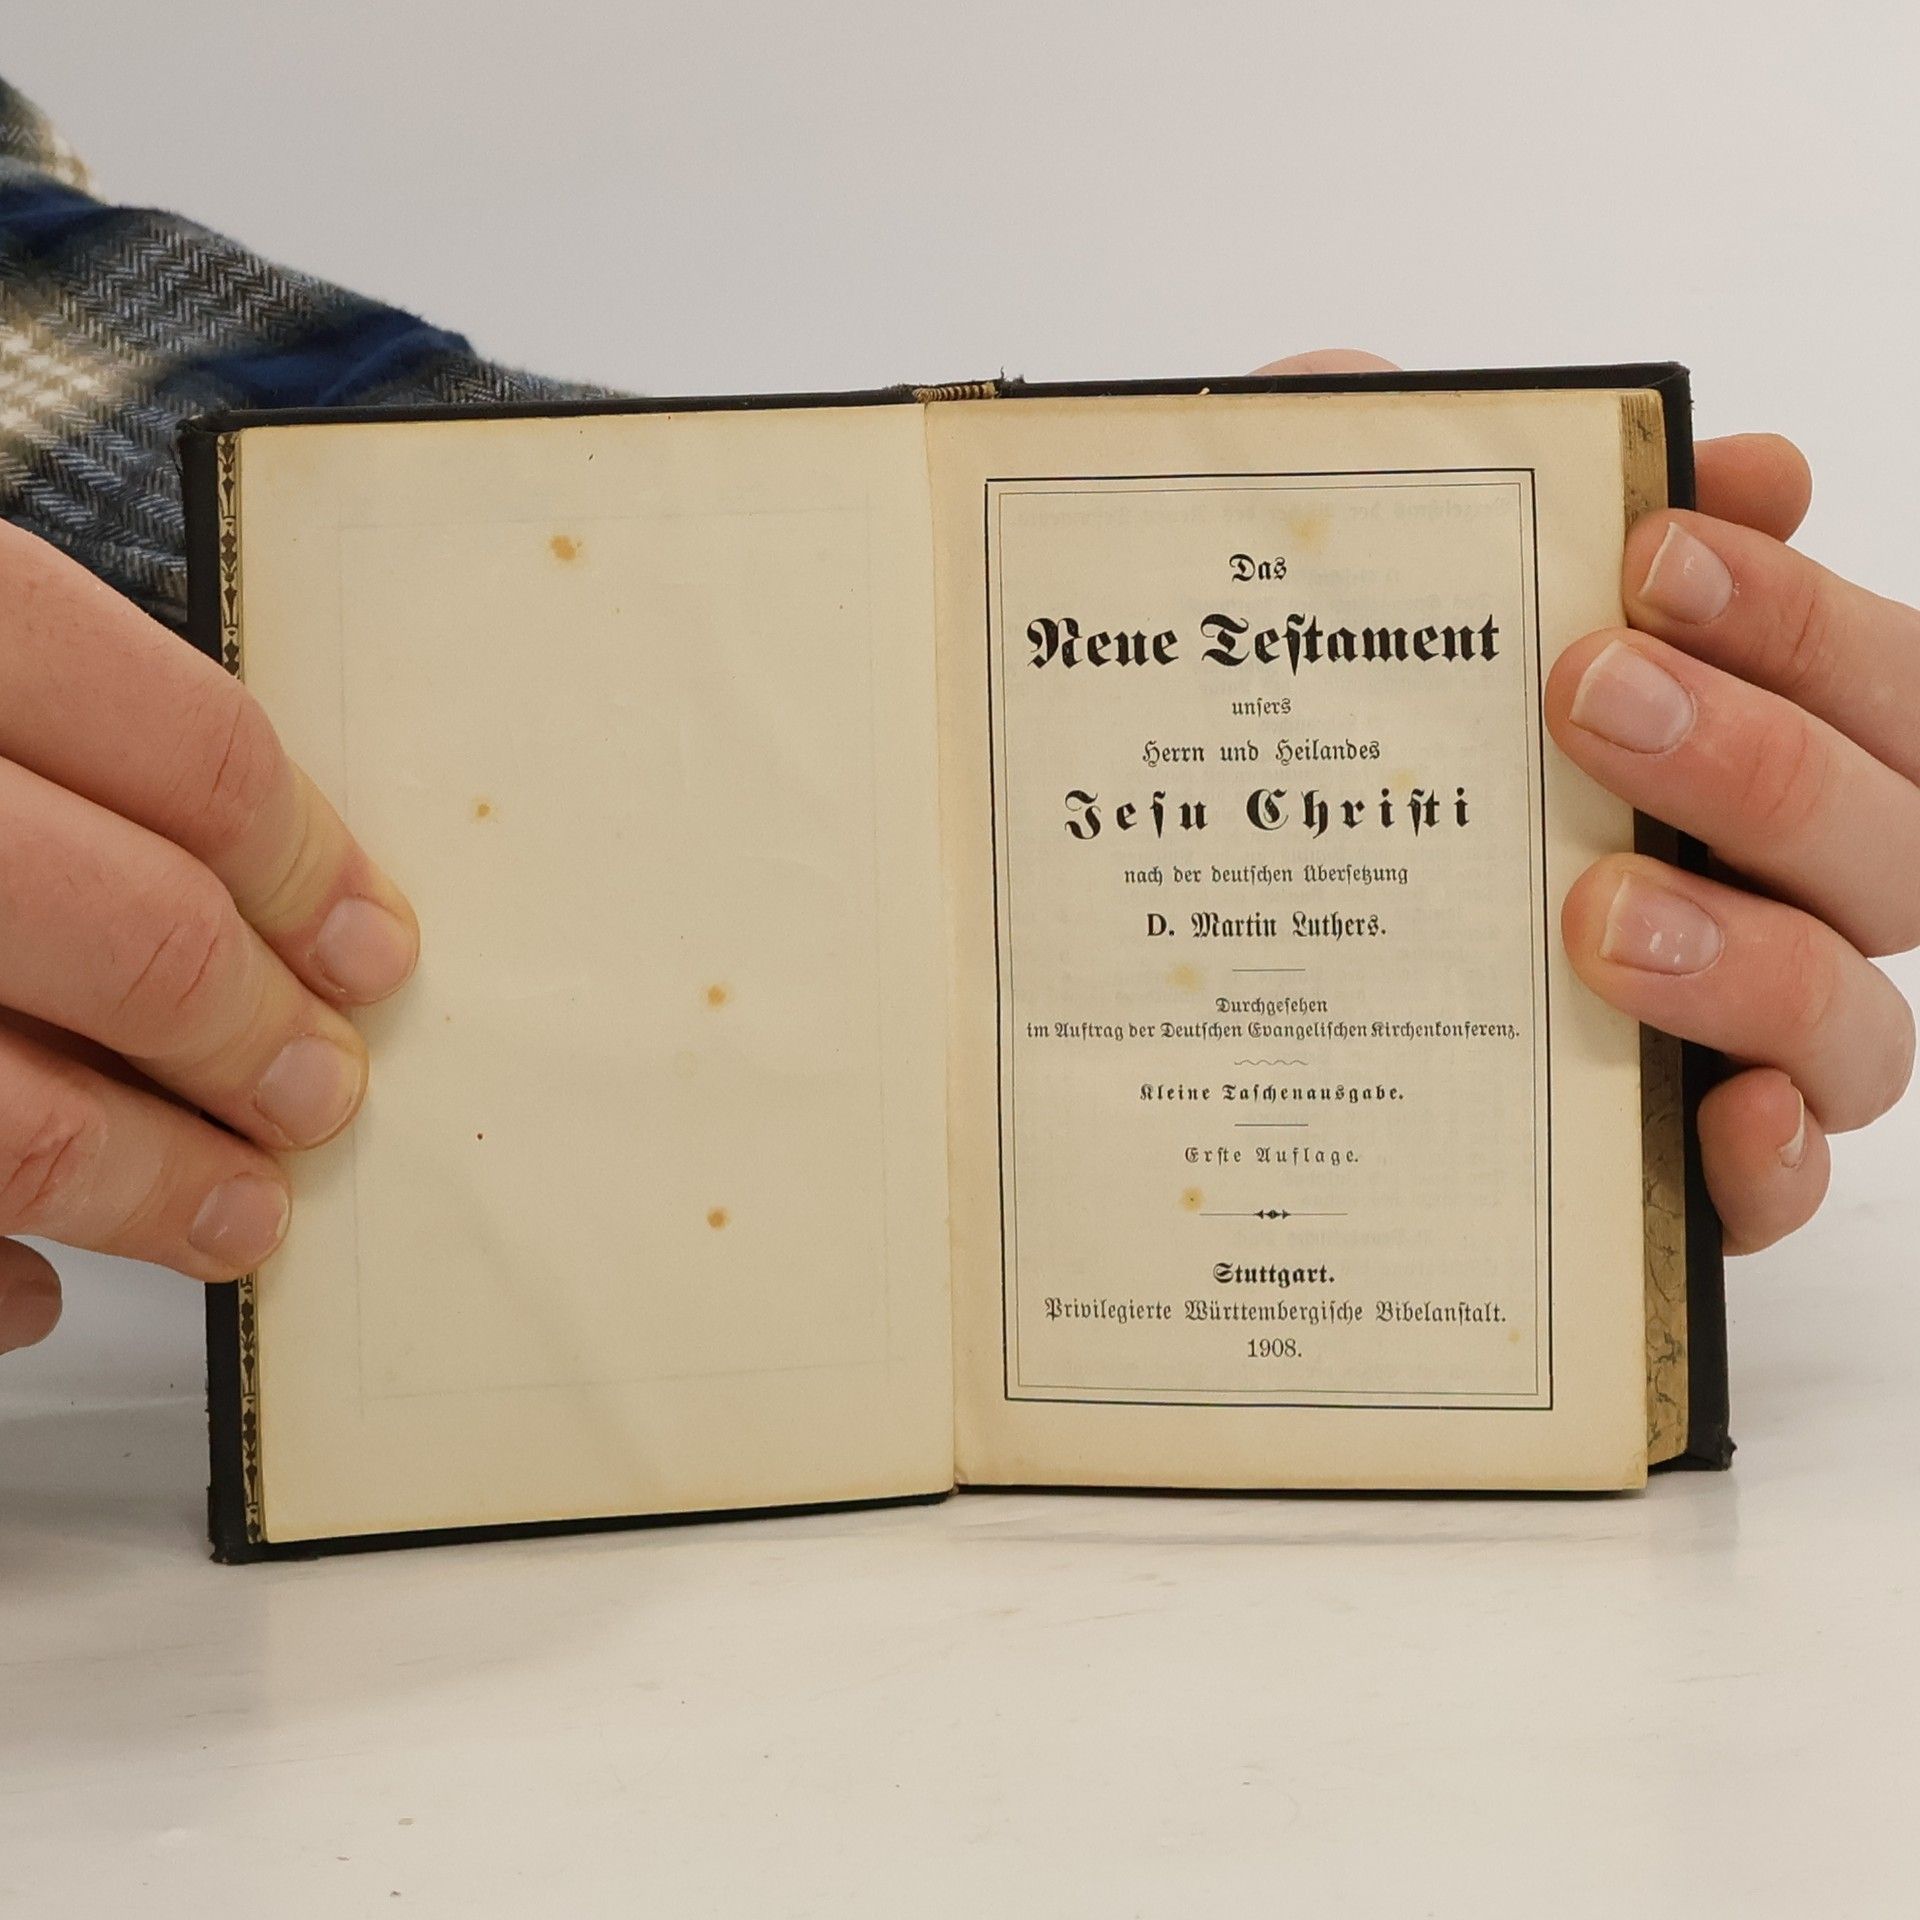 Das
Neue Testament
unsers
Herrn und Heilandes
Jesu Christi
nach der deutschen Übersetzung
D. Martin Luthers.
Durchgesehen
im Auftrag der Deutschen Evangelischen Kirchenkonferenz.
Kleine Taschenausgabe.
Erste Auflage.
Stuttgart.
Privilegierte Württembergische Bibelanstalt.
1908.